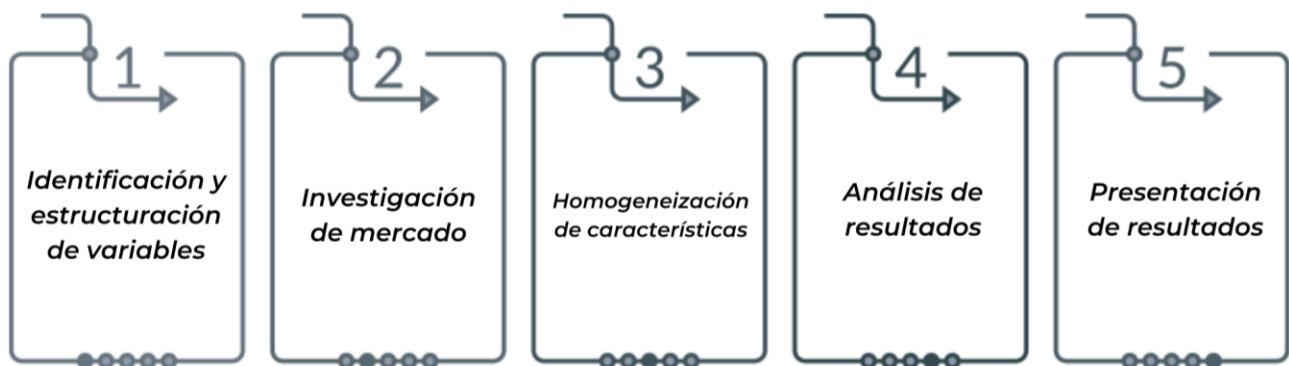 1
Identificación y
estructuración
de variables
2
Investigación
de mercado
3
Homogeneización
de características
4
Análisis de
resultados
5
Presentación
de resultados